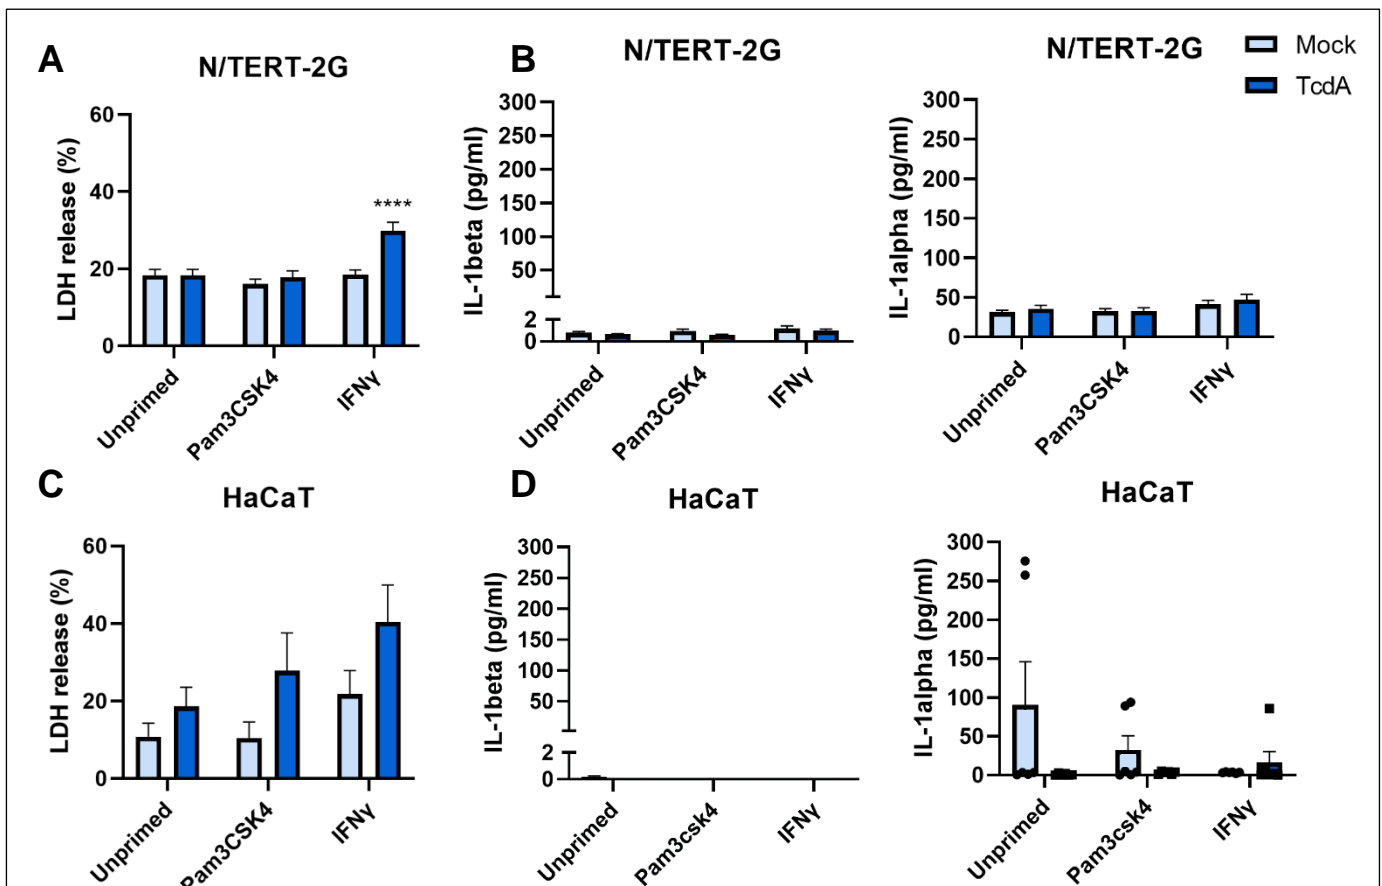 A
N/TERT-2G
LDH release (%)
60
40
20
0
****
Unprimed
Pam3CSK4
IFNγ
B
N/TERT-2G
IL-1beta (pg/ml)
300
250
200
150
100
50
2
0
Unprimed
Pam3CSK4
IFNγ
N/TERT-2G
IL-1alpha (pg/ml)
300
250
200
150
100
50
0
Unprimed
Pam3CSK4
IFNγ
Mock
TcdA
C
HaCaT
LDH release (%)
60
40
20
0
Unprimed
Pam3CSK4
IFNγ
D
HaCaT
IL-1beta (pg/ml)
300
250
200
150
100
50
2
0
Unprimed
Pam3csk4
IFNγ
HaCaT
IL-1alpha (pg/ml)
300
250
200
150
100
50
0
Unprimed
Pam3csk4
IFNγ